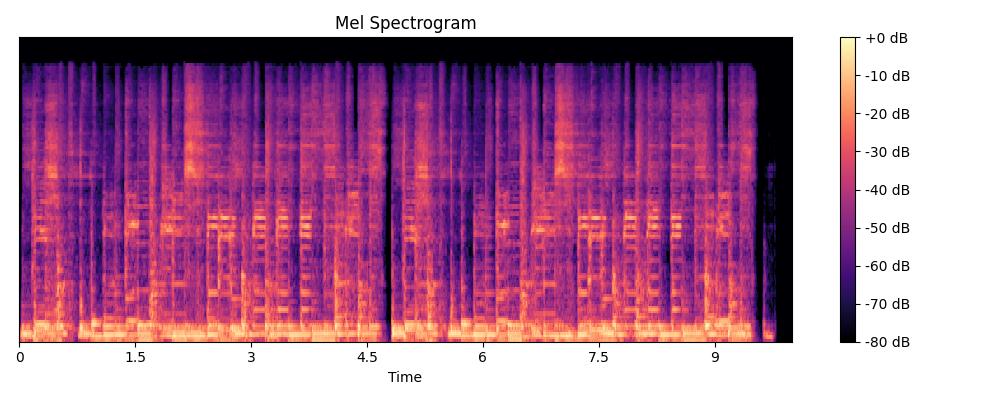 Mel Spectrogram
+0 dB
-10 dB
-20 dB
-30 dB
-40 dB
-50 dB
-60 dB
-70 dB
-80 dB
0 1.5 3 4.5 6 7.5 9
Time